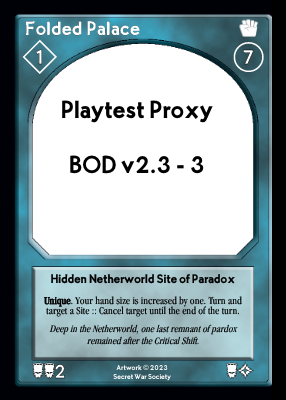 Folded Palace
1
7
Playtest Proxy
BOD v2.3 - 3
Hidden Netherworld Site of Paradox
Unique. Your hand size is increased by one. Turn and
target a Site :: Cancel target until the end of the turn.
Deep in the Netherworld, one last remnant of pardox
remained after the Critical Shift.
2
Artwork © 2023
Secret War Society